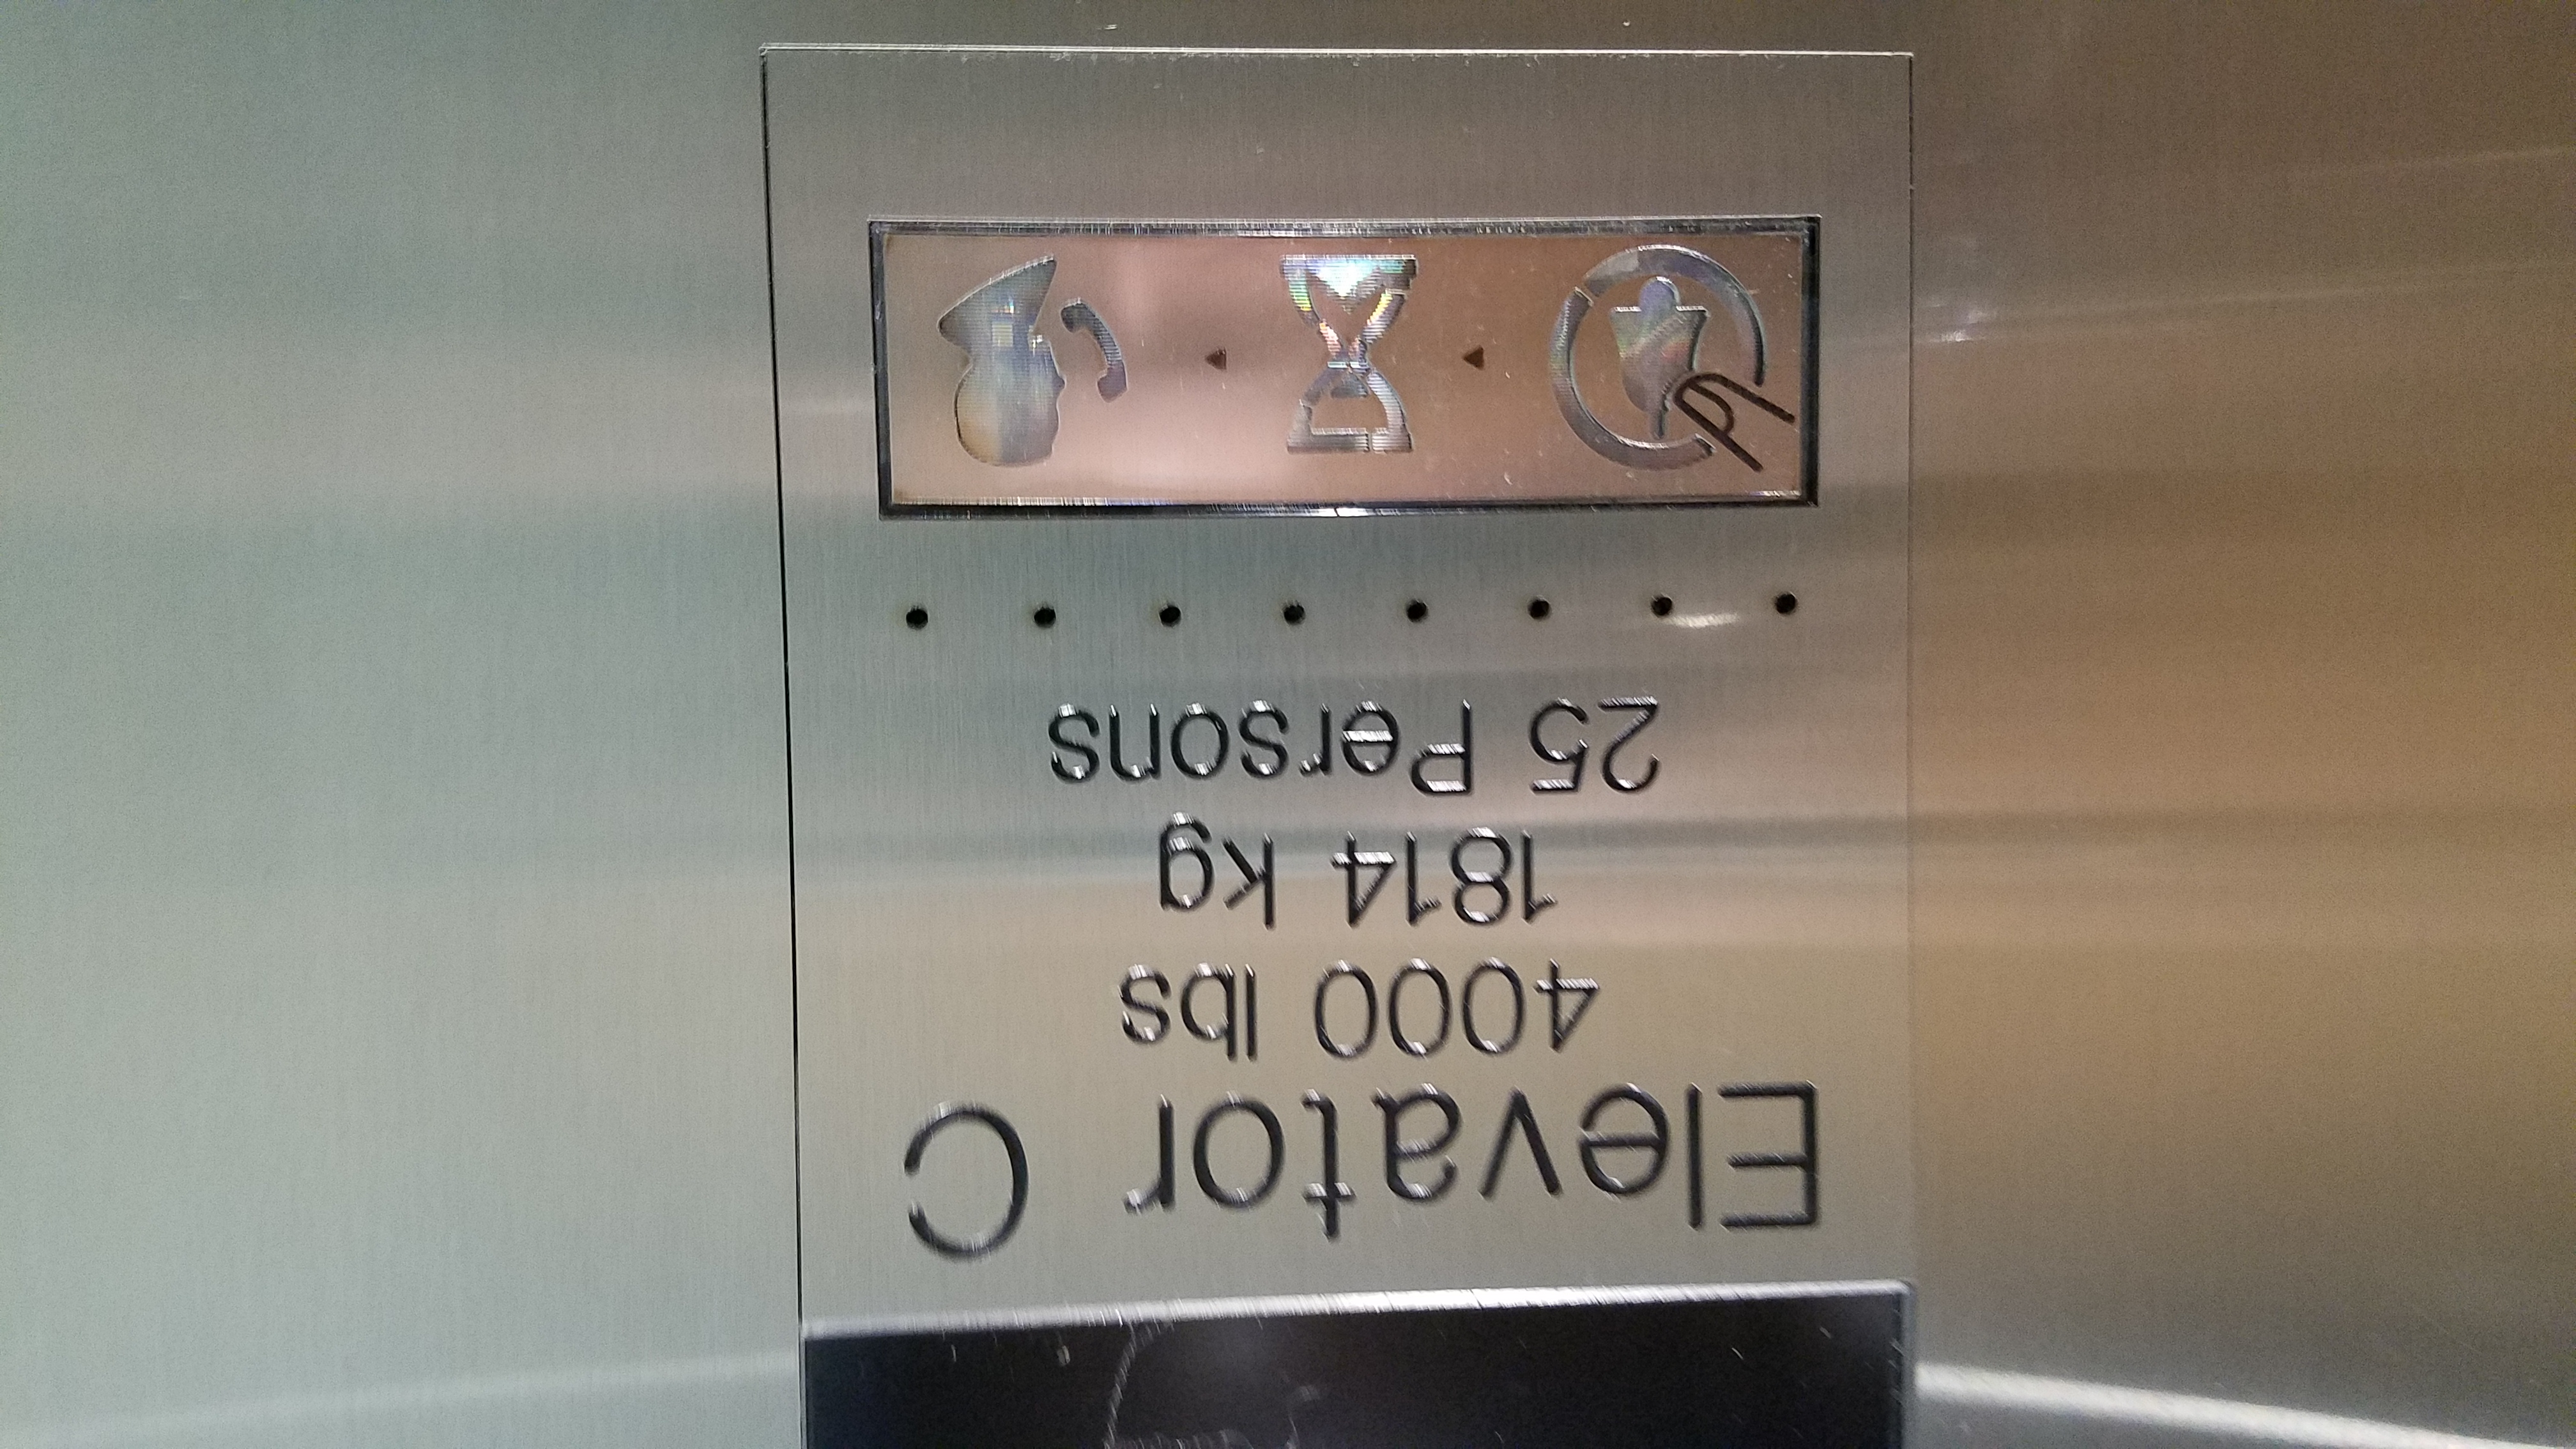 Elevator C
4000 lbs
1814 kg
25 Persons